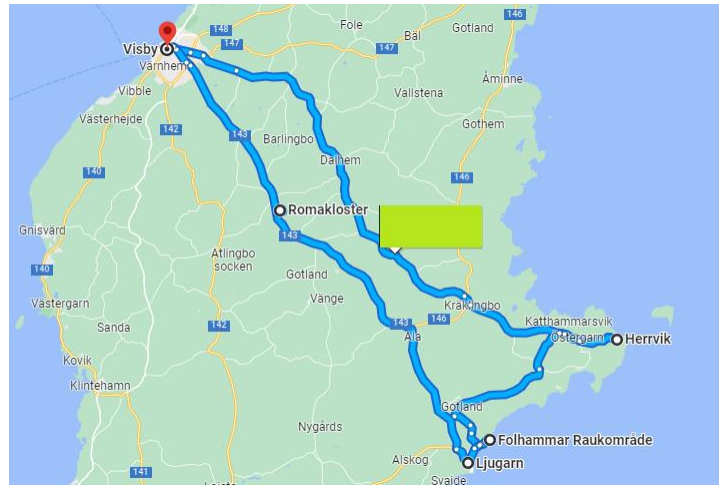 146
148
Fole
Gotland
Bäl
Visby
147
147
Värnhem
Åminne
Vibble
Vallstena
Västerhejde
142
Gothem
143
Barlingbo
Dalhem
140
146
Romakloster
Gnisvärd
143
Atlingbo
socken
140
Gotland
Västergarn
Vänge
Kräklingbo
Katthammarsvik
Sanda
142
143
146
Östergarn
Herrvik
Ala
Kovik
Klintehamn
Gotland
Nygårds
Folhammar Raukområde
Alskog
Ljugarn
141
Svaide